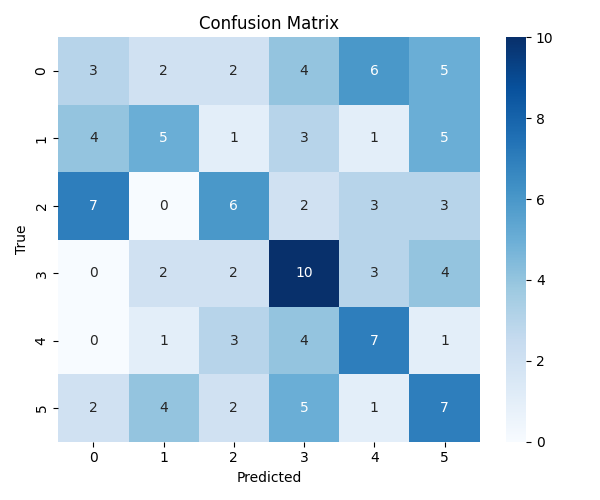 Confusion Matrix
True
0 3 2 2 4 6 5
1 4 5 1 3 1 5
2 7 0 6 2 3 3
3 0 2 2 10 3 4
4 0 1 3 4 7 1
5 2 4 2 5 1 7
0 1 2 3 4 5
Predicted
10
8
6
4
2
0